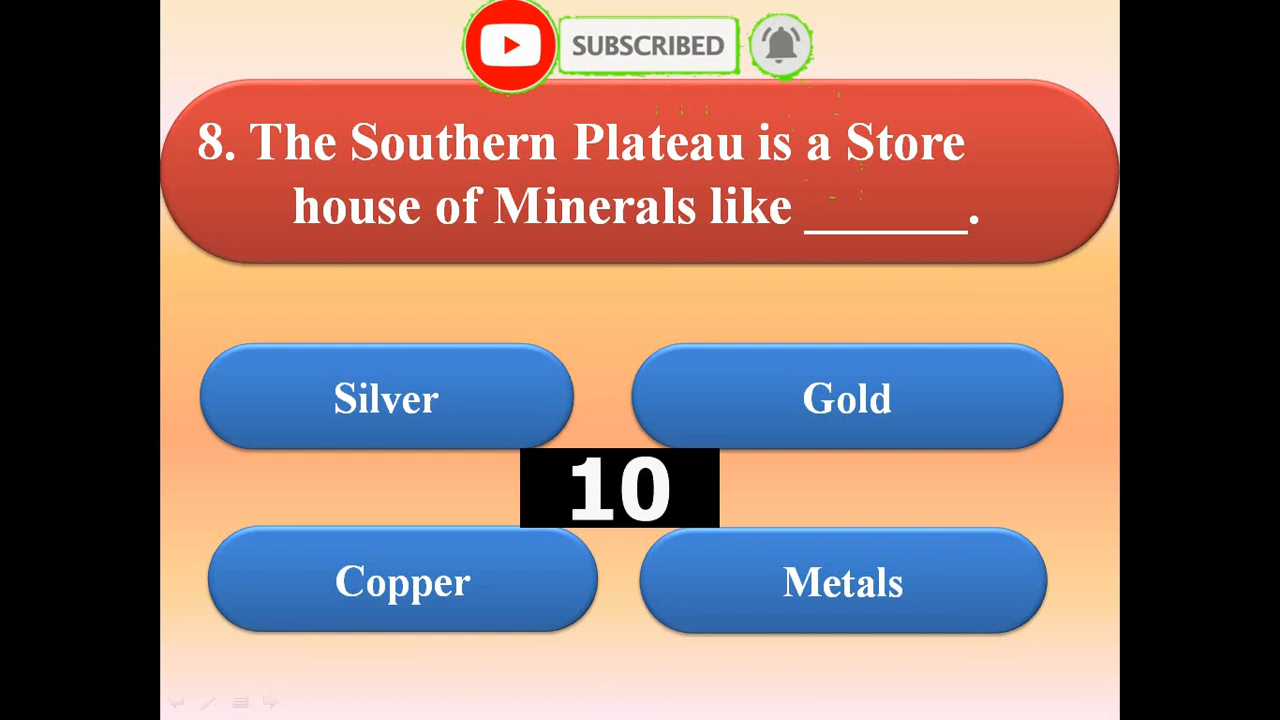 SUBSCRIBED
8. The Southern Plateau is a Store
house of Minerals like _______.
Silver
Gold
10
Copper
Metals